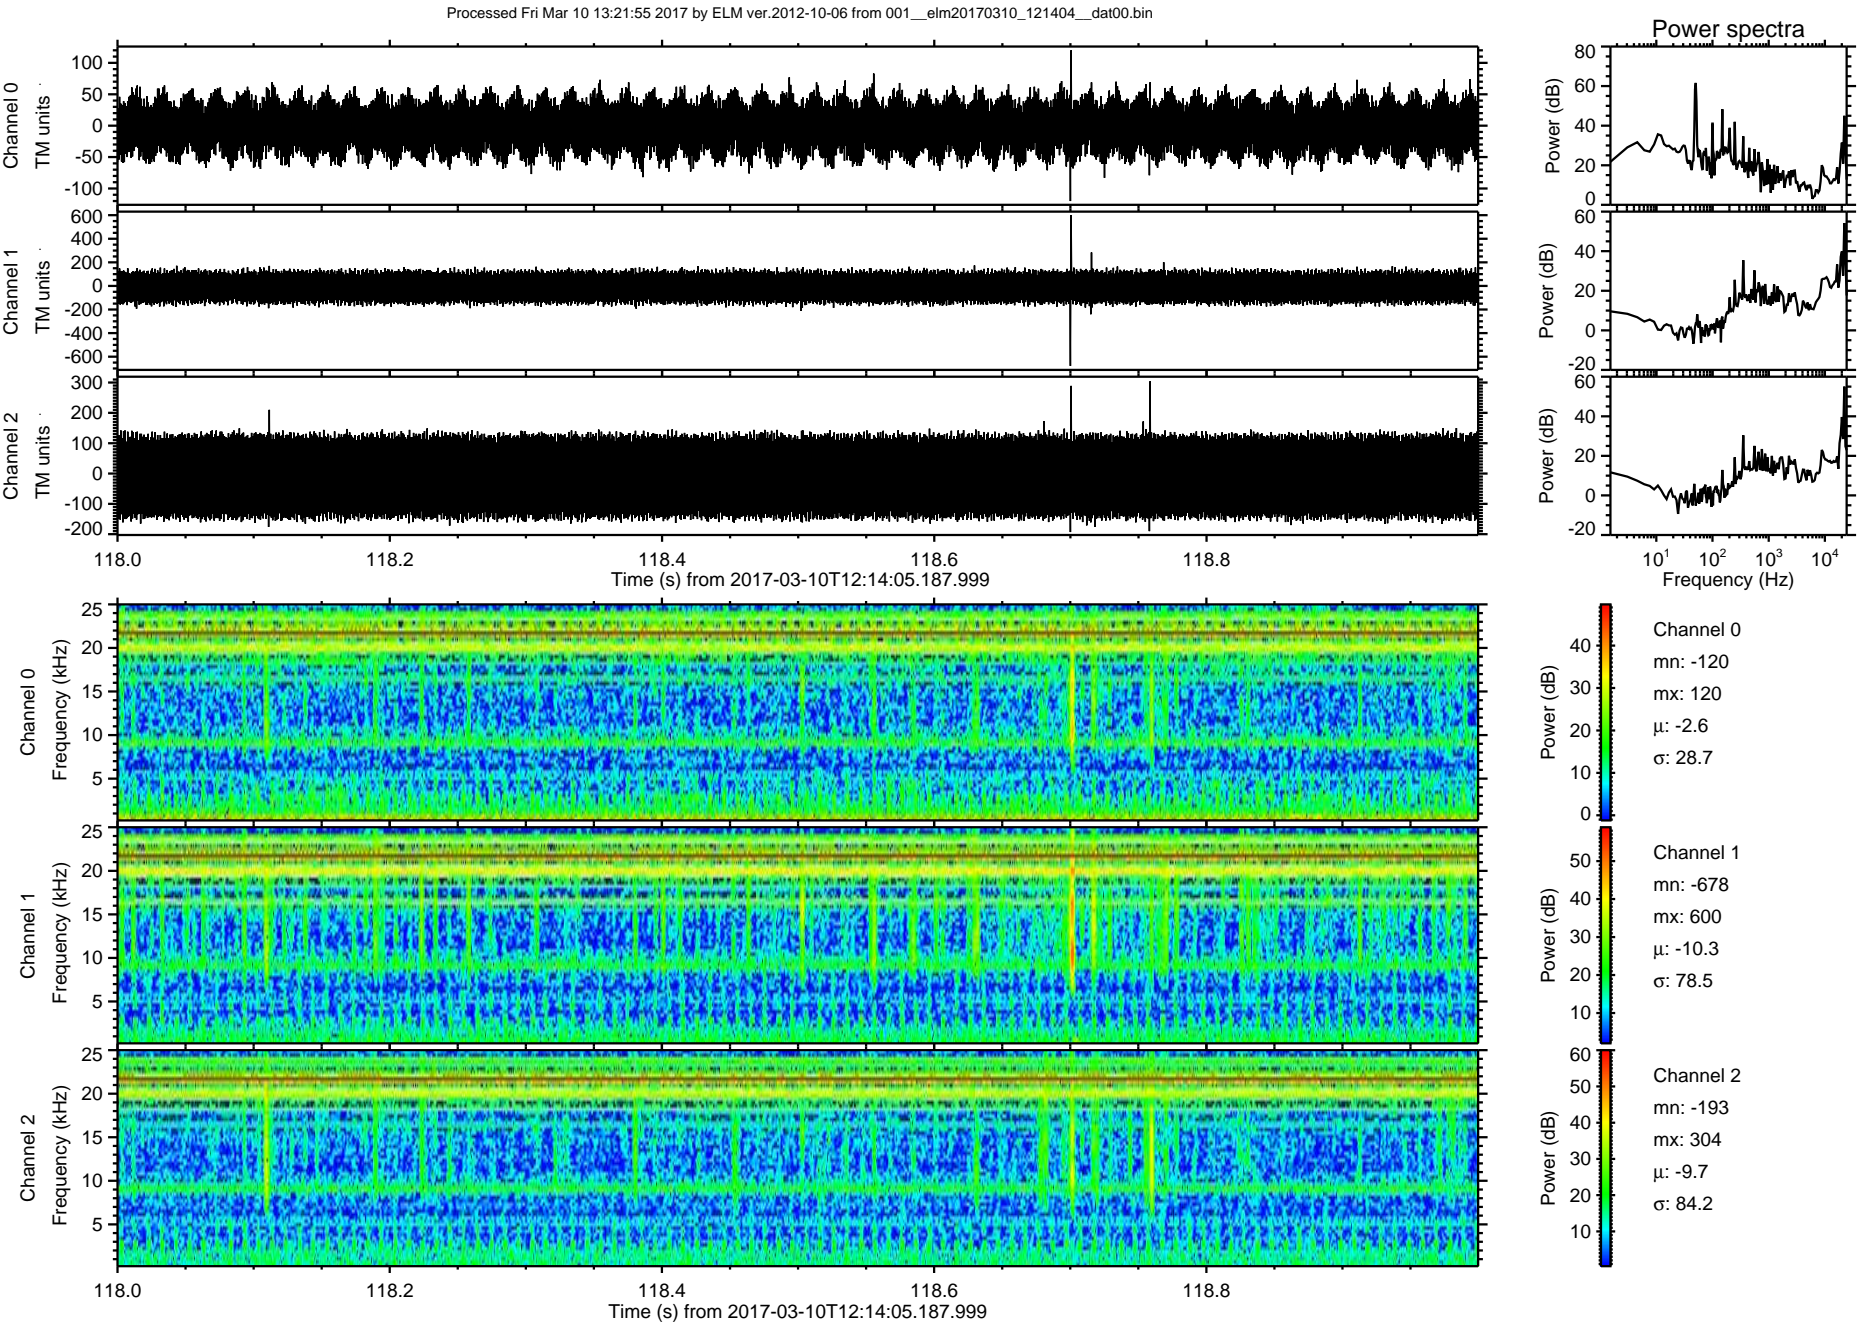 Processed Fri Mar 10 13:21:55 2017 by ELM ver.2012-10-06 from 001__elm20170310_121404__dat00.bin
Power spectra
Channel 0
TM units
100
50
0
-50
-100
Power (dB)
80
60
40
20
0
Channel 1
TM units
600
400
200
0
-200
-400
-600
Power (dB)
60
40
20
0
-20
Channel 2
TM units
300
200
100
0
-100
-200
Power (dB)
60
40
20
0
-20
118.0 118.2 118.4 118.6 118.8
Time (s) from 2017-03-10T12:14:05.187.999
10^1 10^2 10^3 10^4
Frequency (Hz)
Channel 0
Frequency (kHz)
25
20
15
10
5
Power (dB)
40
30
20
10
0
Channel 0
mn: -120
mx: 120
μ: -2.6
σ: 28.7
Channel 1
Frequency (kHz)
25
20
15
10
5
Power (dB)
50
40
30
20
10
Channel 1
mn: -678
mx: 600
μ: -10.3
σ: 78.5
Channel 2
Frequency (kHz)
25
20
15
10
5
Power (dB)
60
50
40
30
20
10
Channel 2
mn: -193
mx: 304
μ: -9.7
σ: 84.2
118.0 118.2 118.4 118.6 118.8
Time (s) from 2017-03-10T12:14:05.187.999